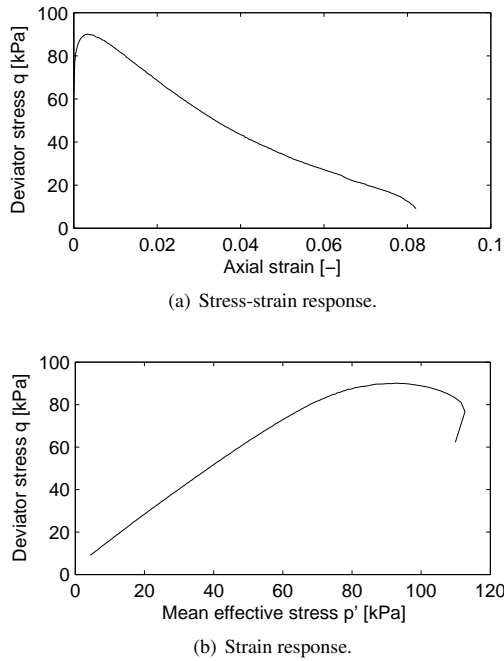 100
80
60
40
20
0
Deviator stress q [kPa]
0 0.02 0.04 0.06 0.08 0.1
Axial strain [−]
(a) Stress-strain response.
100
80
60
40
20
0
Deviator stress q [kPa]
0 20 40 60 80 100 120
Mean effective stress p' [kPa]
(b) Strain response.